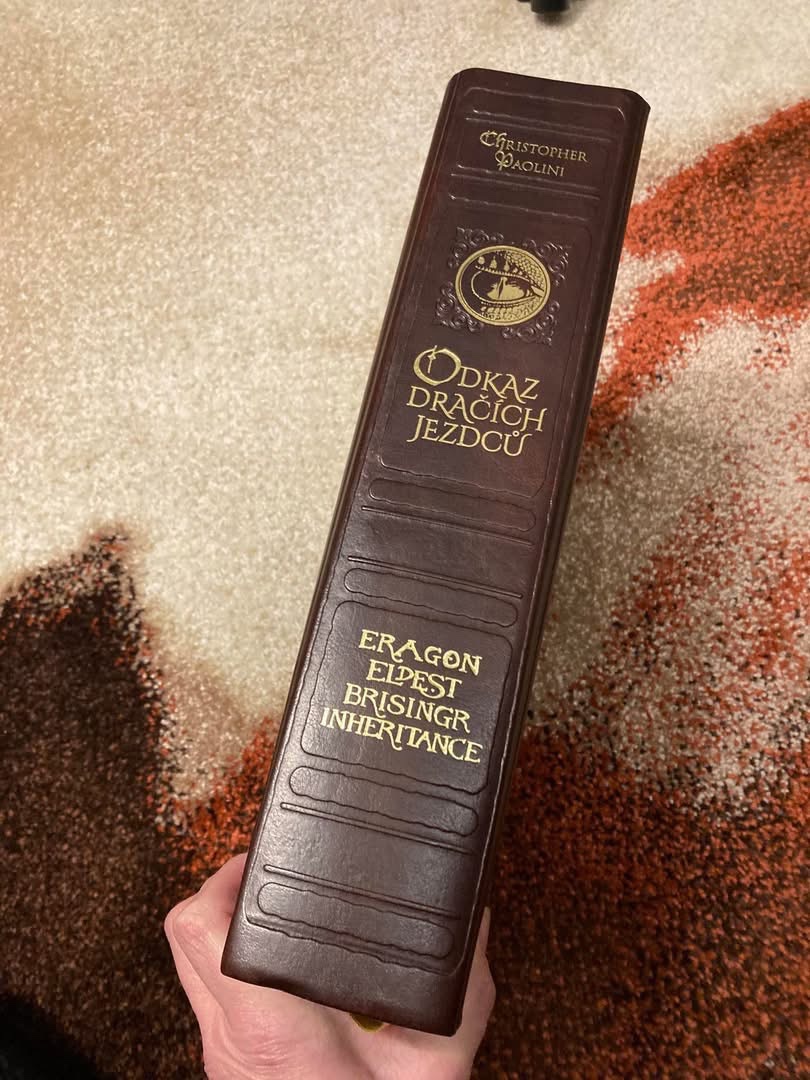 Christopher
Paolini
Odkaz
dračích
jezdců
Eragon
Eldest
Brisingr
Inheritance